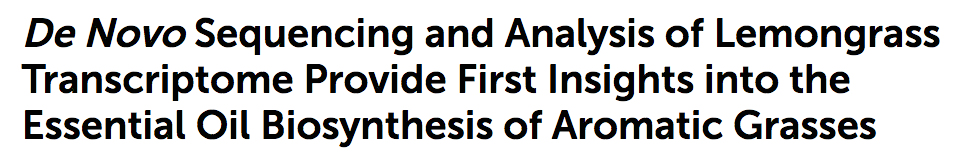 De Novo Sequencing and Analysis of Lemongrass
Transcriptome Provide First Insights into the
Essential Oil Biosynthesis of Aromatic Grasses